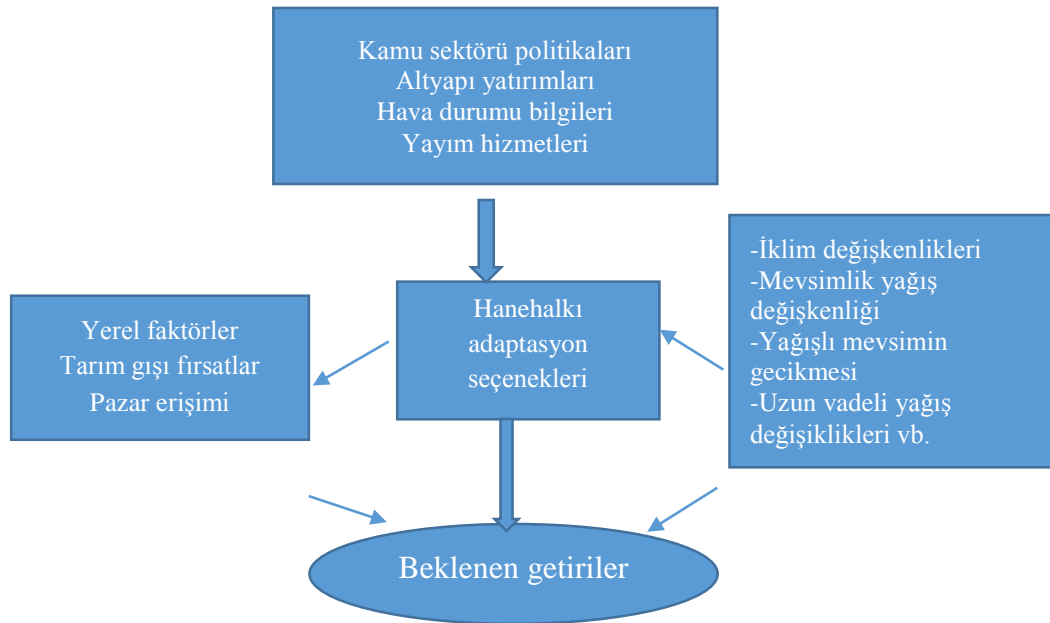 Kamu sektörü politikaları
Altyapı yatırımları
Hava durumu bilgileri
Yayım hizmetleri
Yerel faktörler
Tarım gışı fırsatlar
Pazar erişimi
Hanehalkı
adaptasyon
seçenekleri
-İklim değişkenlikleri
-Mevsimlik yağış
değişkenliği
-Yağışlı mevsimin
gecikmesi
-Uzun vadeli yağış
değişiklikleri vb.
Beklenen getiriler